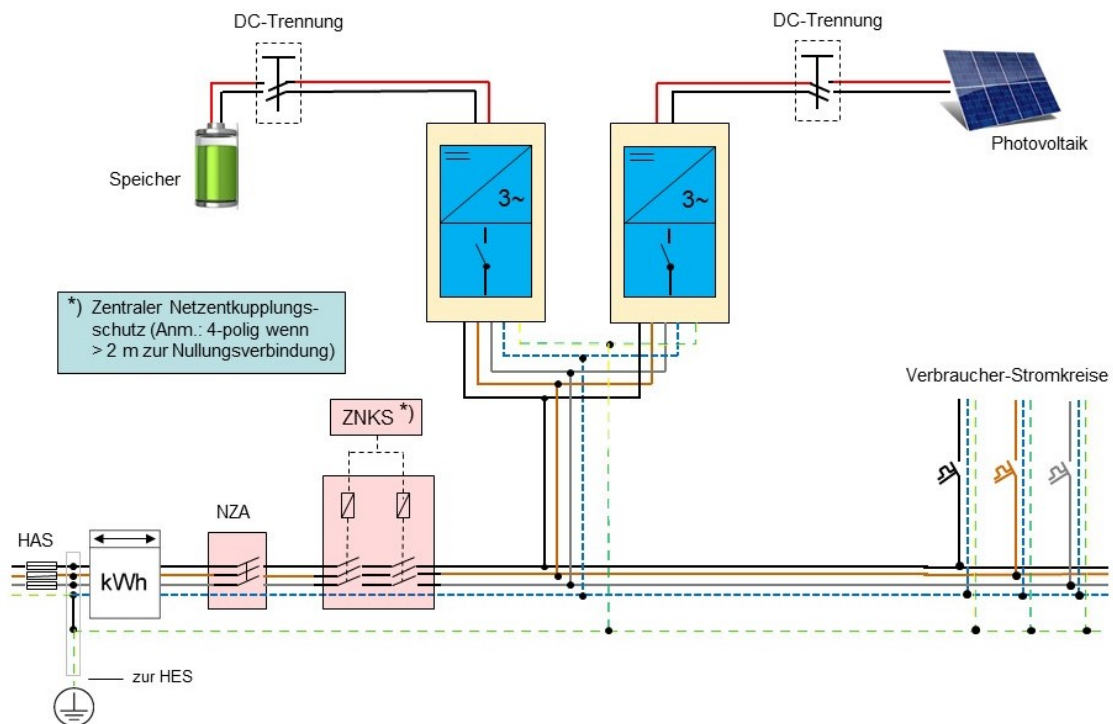 DC-Trennung
DC-Trennung
Speicher
Photovoltaik
3~
3~
*) Zentraler Netzentkupplungs-
schutz (Anm.: 4-polig wenn
> 2 m zur Nullungsverbindung)
Verbraucher-Stromkreise
ZNKS *)
NZA
HAS
kWh
zur HES